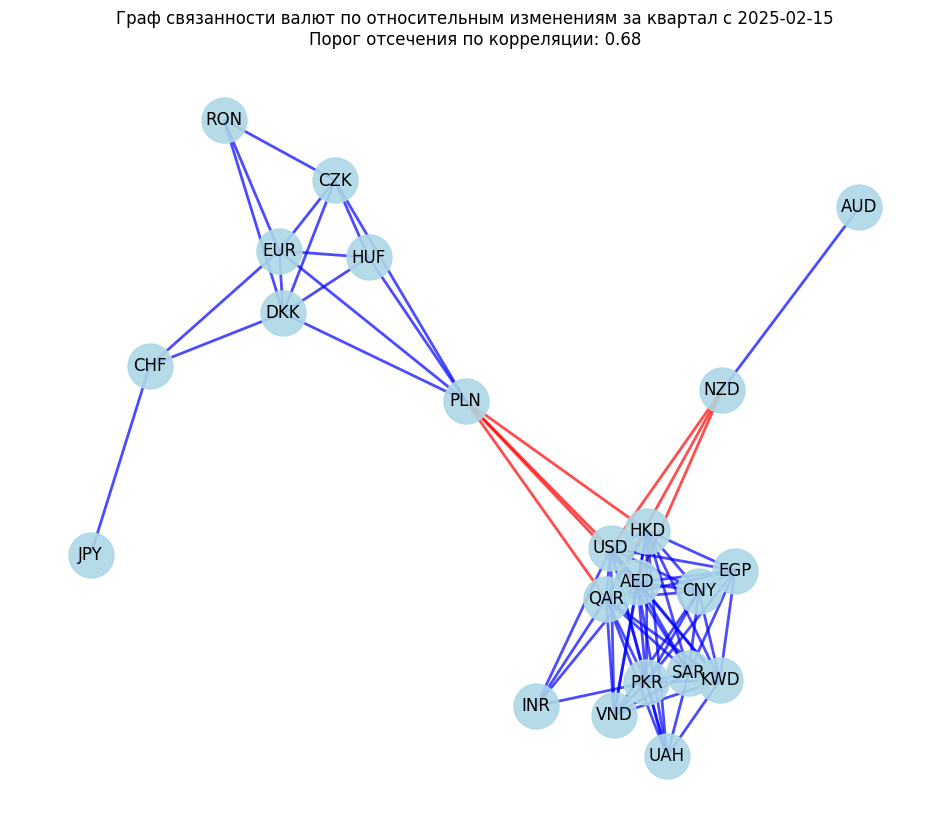 Граф связанности валют по относительным изменениям за квартал с 2025-02-15
Порог отсечения по корреляции: 0.68
RON
CZK
AUD
EUR
HUF
DKK
CHF
NZD
PLN
HKD
USD
JPY
EGP
AED
CNY
QAR
SAR
KWD
PKR
INR
VND
UAH